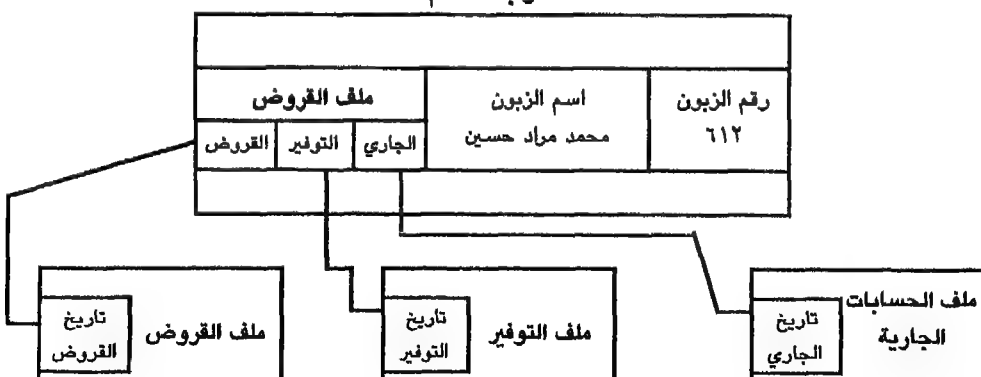 رقم الزبون
٦١٢
اسم الزبون
محمد مراد حسين
ملف القروض
الجاري
التوفير
القروض
ملف الحسابات
الجارية
تاريخ
الجاري
ملف التوفير
تاريخ
التوفير
ملف القروض
تاريخ
القروض